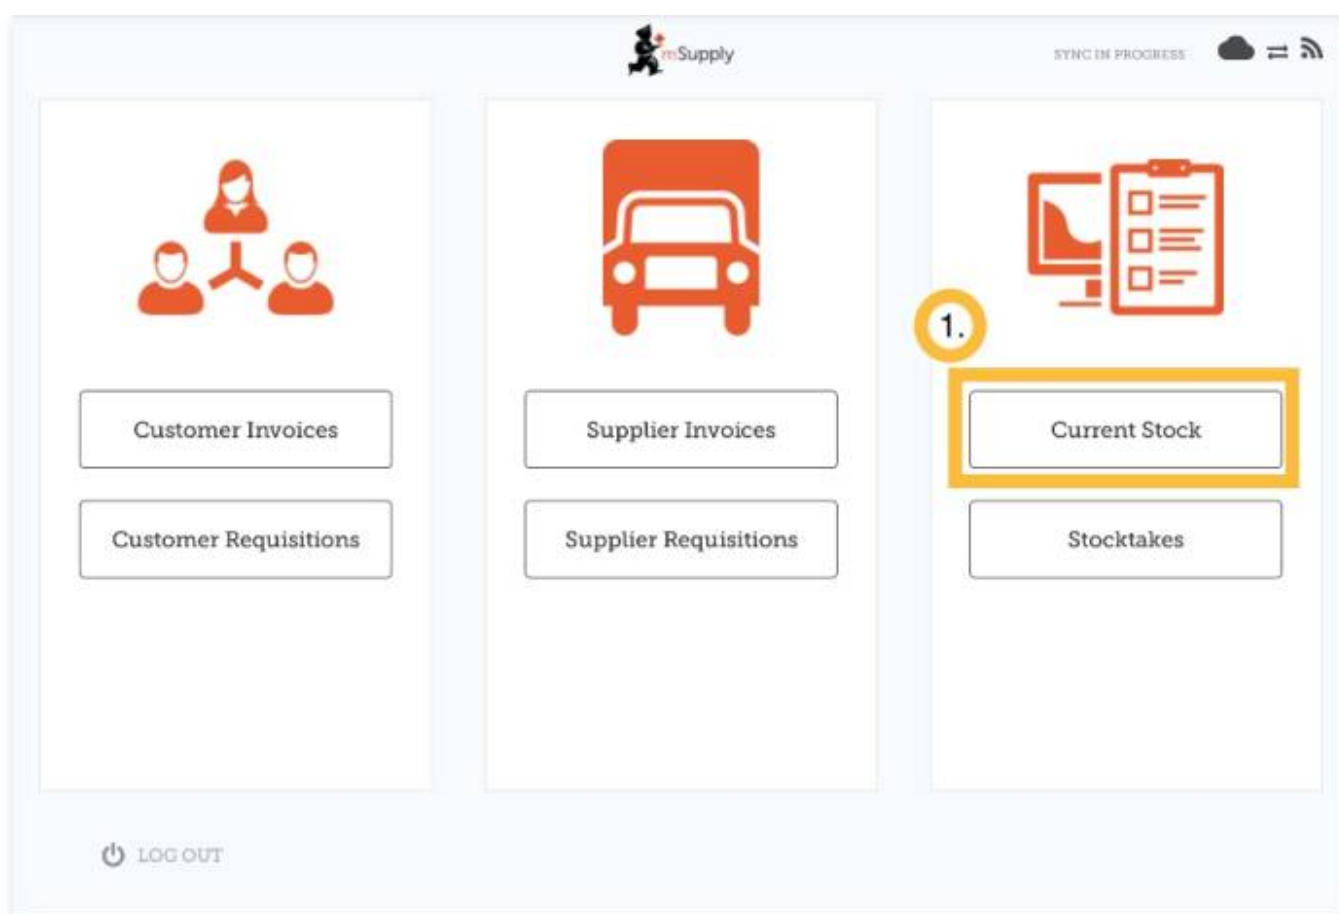 mSupply
SYNC IN PROGRESS
1.
Customer Invoices
Supplier Invoices
Current Stock
Customer Requisitions
Supplier Requisitions
Stocktakes
LOG OUT